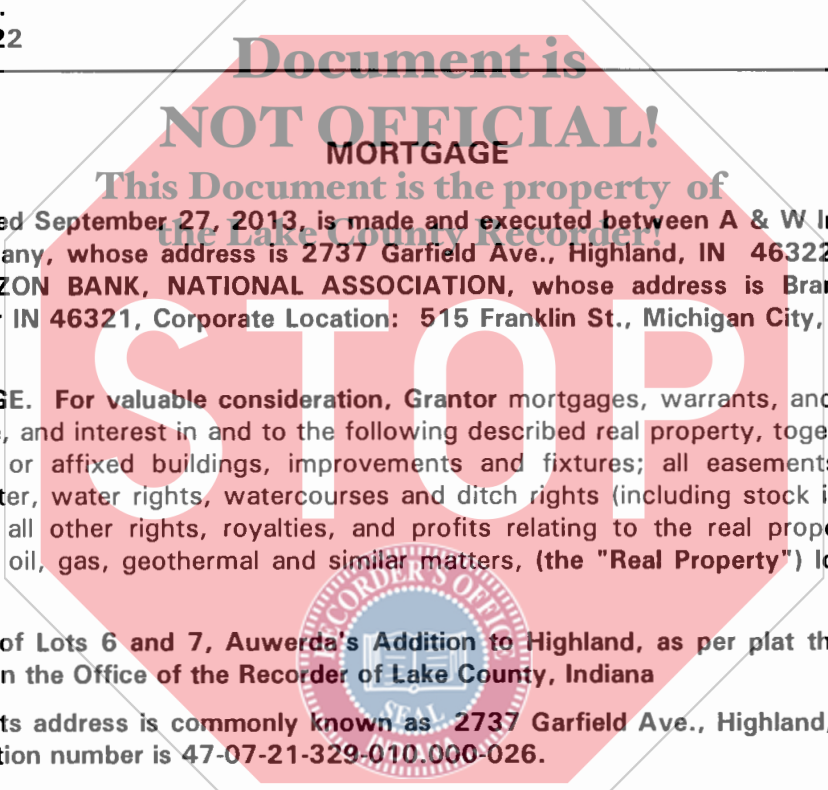 22
Document is
NOT OFFICIAL!
MORTGAGE
This Document is the property of
ed September 27, 2013, is made and executed between A & W In
the Lake County Recorder!
any, whose address is 2737 Garfield Ave., Highland, IN 46322
ZON BANK, NATIONAL ASSOCIATION, whose address is Bran
IN 46321, Corporate Location: 515 Franklin St., Michigan City,
STOP
GE. For valuable consideration, Grantor mortgages, warrants, and
, and interest in and to the following described real property, toge
or affixed buildings, improvements and fixtures; all easements
ter, water rights, watercourses and ditch rights (including stock i
all other rights, royalties, and profits relating to the real prope
oil, gas, geothermal and similar matters, (the "Real Property") lo
RECORDER'S OFFICE
of Lots 6 and 7, Auwerda's Addition to Highland, as per plat th
n the Office of the Recorder of Lake County, Indiana
SEAL
ts address is commonly known as 2737 Garfield Ave., Highland,
tion number is 47-07-21-329-010.000-026.